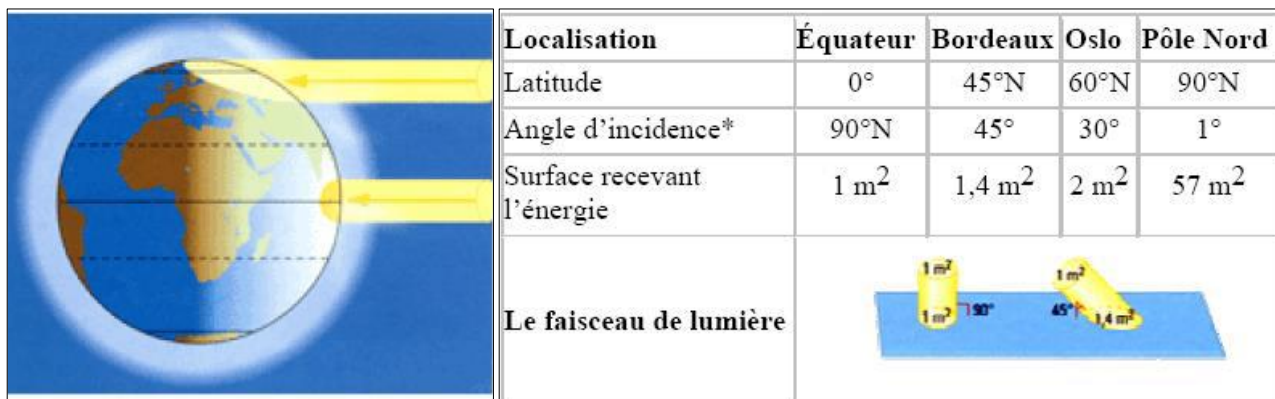 Localisation Équateur Bordeaux Oslo Pôle Nord
Latitude 0° 45°N 60°N 90°N
Angle d'incidence* 90°N 45° 30° 1°
Surface recevant 1 m² 1,4 m² 2 m² 57 m²
l'énergie
Le faisceau de lumière
1 m² 1 m²
1 m² 90° 45° 1,4 m²